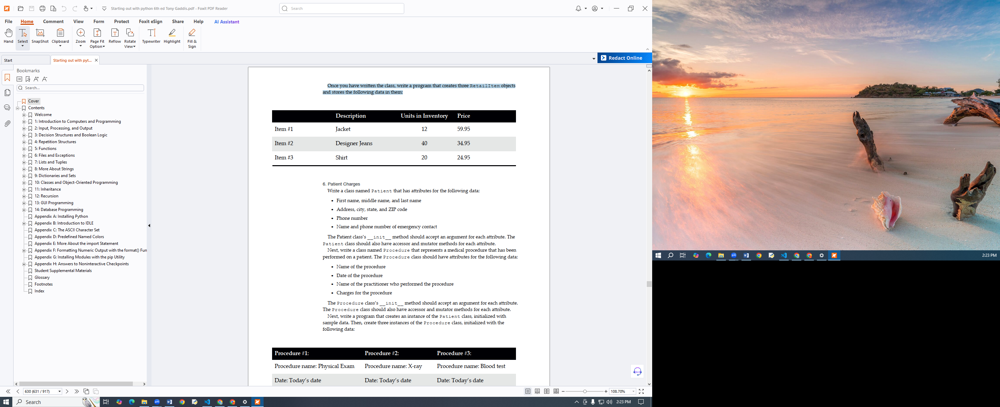 Starting out with python 6th ed Tony Gaddis.pdf - Foxit PDF Reader
Search
File Home Comment View Form Protect Foxit eSign Share Help AI Assistant
Hand Select SnapShot Clipboard Zoom Page Fit Option Reflow Rotate View Typewriter Highlight Fill & Sign
Start
Starting out with pyt...
Redact Online
Bookmarks
Search...
Cover
Contents
Welcome
1: Introduction to Computers and Programming
2: Input, Processing, and Output
3: Decision Structures and Boolean Logic
4: Repetition Structures
5: Functions
6: Files and Exceptions
7: Lists and Tuples
8: More About Strings
9: Dictionaries and Sets
10: Classes and Object-Oriented Programming
11: Inheritance
12: Recursion
13: GUI Programming
14: Database Programming
Appendix A: Installing Python
Appendix B: Introduction to IDLE
Appendix C: The ASCII Character Set
Appendix D: Predefined Named Colors
Appendix E: More About the import Statement
Appendix F: Formatting Numeric Output with the format() Fun
Appendix G: Installing Modules with the pip Utility
Appendix H: Answers to Noninteractive Checkpoints
Student Supplemental Materials
Glossary
Footnotes
Index
Once you have written the class, write a program that creates three RetailItem objects
and stores the following data in them:
Description Units in Inventory Price
Item #1 Jacket 12 59.95
Item #2 Designer Jeans 40 34.95
Item #3 Shirt 20 24.95
6. Patient Charges
Write a class named Patient that has attributes for the following data:
• First name, middle name, and last name
• Address, city, state, and ZIP code
• Phone number
• Name and phone number of emergency contact
The Patient class's __init__ method should accept an argument for each attribute. The
Patient class should also have accessor and mutator methods for each attribute.
Next, write a class named Procedure that represents a medical procedure that has been
performed on a patient. The Procedure class should have attributes for the following data:
• Name of the procedure
• Date of the procedure
• Name of the practitioner who performed the procedure
• Charges for the procedure
The Procedure class's __init__ method should accept an argument for each attribute.
The Procedure class should also have accessor and mutator methods for each attribute.
Next, write a program that creates an instance of the Patient class, initialized with
sample data. Then, create three instances of the Procedure class, initialized with the
following data:
Procedure #1: Procedure #2: Procedure #3:
Procedure name: Physical Exam Procedure name: X-ray Procedure name: Blood test
Date: Today's date Date: Today's date Date: Today's date
AI
630 (631 / 917)
108.70%
Search
2:23 PM
2:23 PM